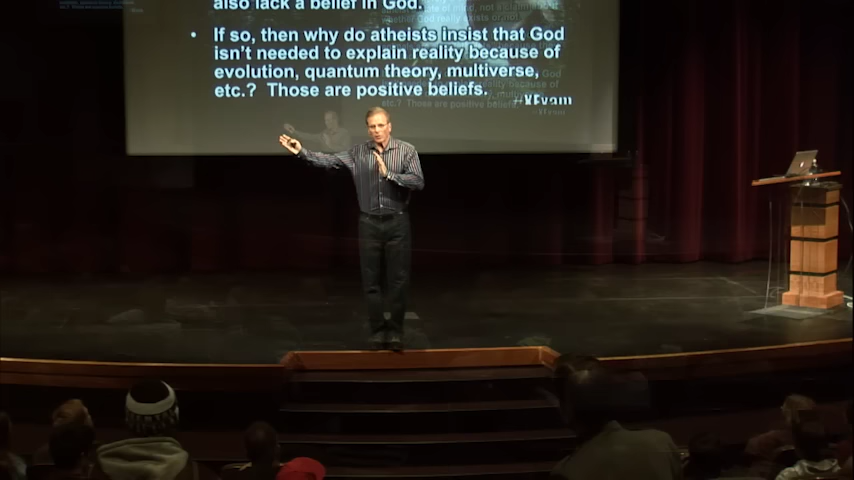 also lack a belief in God.
• If so, then why do atheists insist that God
isn't needed to explain reality because of
evolution, quantum theory, multiverse,
etc.? Those are positive beliefs.